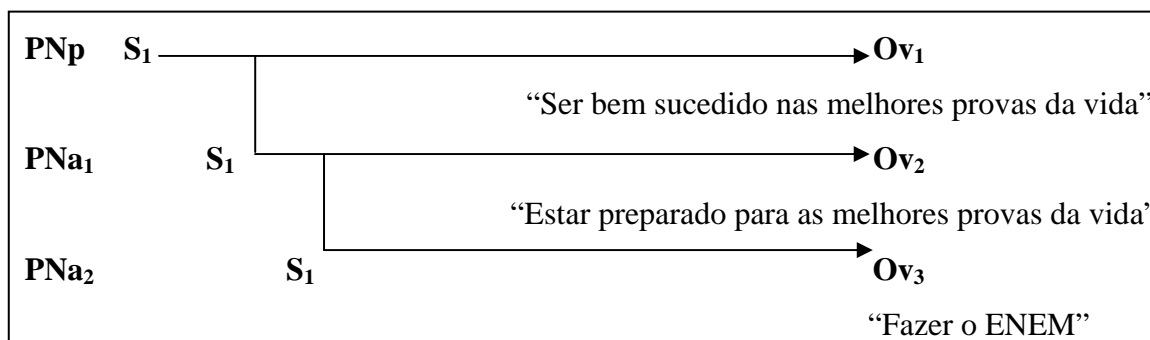 PNp S₁ Ov₁
“Ser bem sucedido nas melhores provas da vida”
PNa₁ S₁ Ov₂
“Estar preparado para as melhores provas da vida”
PNa₂ S₁ Ov₃
“Fazer o ENEM”